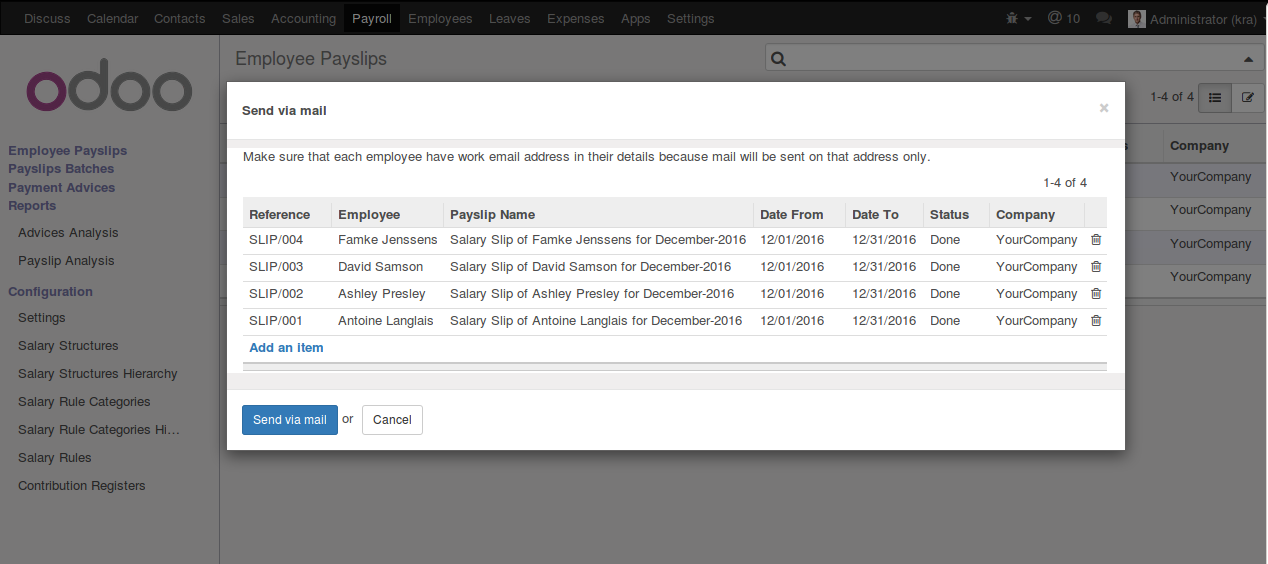 Discuss Calendar Contacts Sales Accounting Payroll Employees Leaves Expenses Apps Settings @ 10 Administrator (kra)
odoo
Employee Payslips
1-4 of 4
Employee Payslips
Payslips Batches
Payment Advices
Reports
Advices Analysis
Payslip Analysis
Configuration
Settings
Salary Structures
Salary Structures Hierarchy
Salary Rule Categories
Salary Rule Categories Hi...
Salary Rules
Contribution Registers
Send via mail ×
Make sure that each employee have work email address in their details because mail will be sent on that address only.
1-4 of 4
Reference Employee Payslip Name Date From Date To Status Company
SLIP/004 Famke Jenssens Salary Slip of Famke Jenssens for December-2016 12/01/2016 12/31/2016 Done YourCompany
SLIP/003 David Samson Salary Slip of David Samson for December-2016 12/01/2016 12/31/2016 Done YourCompany
SLIP/002 Ashley Presley Salary Slip of Ashley Presley for December-2016 12/01/2016 12/31/2016 Done YourCompany
SLIP/001 Antoine Langlais Salary Slip of Antoine Langlais for December-2016 12/01/2016 12/31/2016 Done YourCompany
Add an item
Send via mail or Cancel
s Company
YourCompany
YourCompany
YourCompany
YourCompany